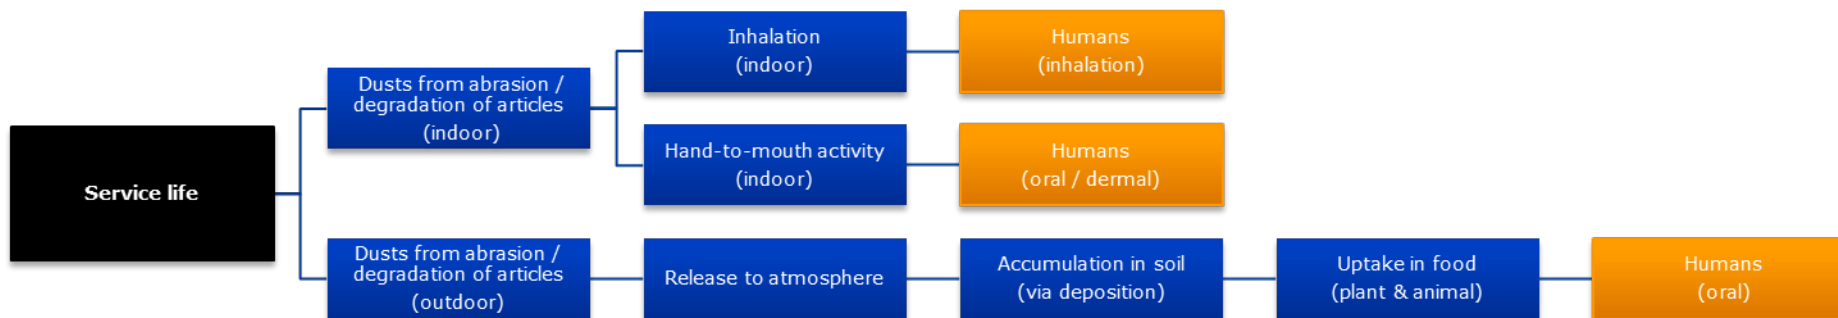 Service life
Dusts from abrasion /
degradation of articles
(indoor)
Inhalation
(indoor)
Humans
(inhalation)
Hand-to-mouth activity
(indoor)
Humans
(oral / dermal)
Dusts from abrasion /
degradation of articles
(outdoor)
Release to atmosphere
Accumulation in soil
(via deposition)
Uptake in food
(plant & animal)
Humans
(oral)